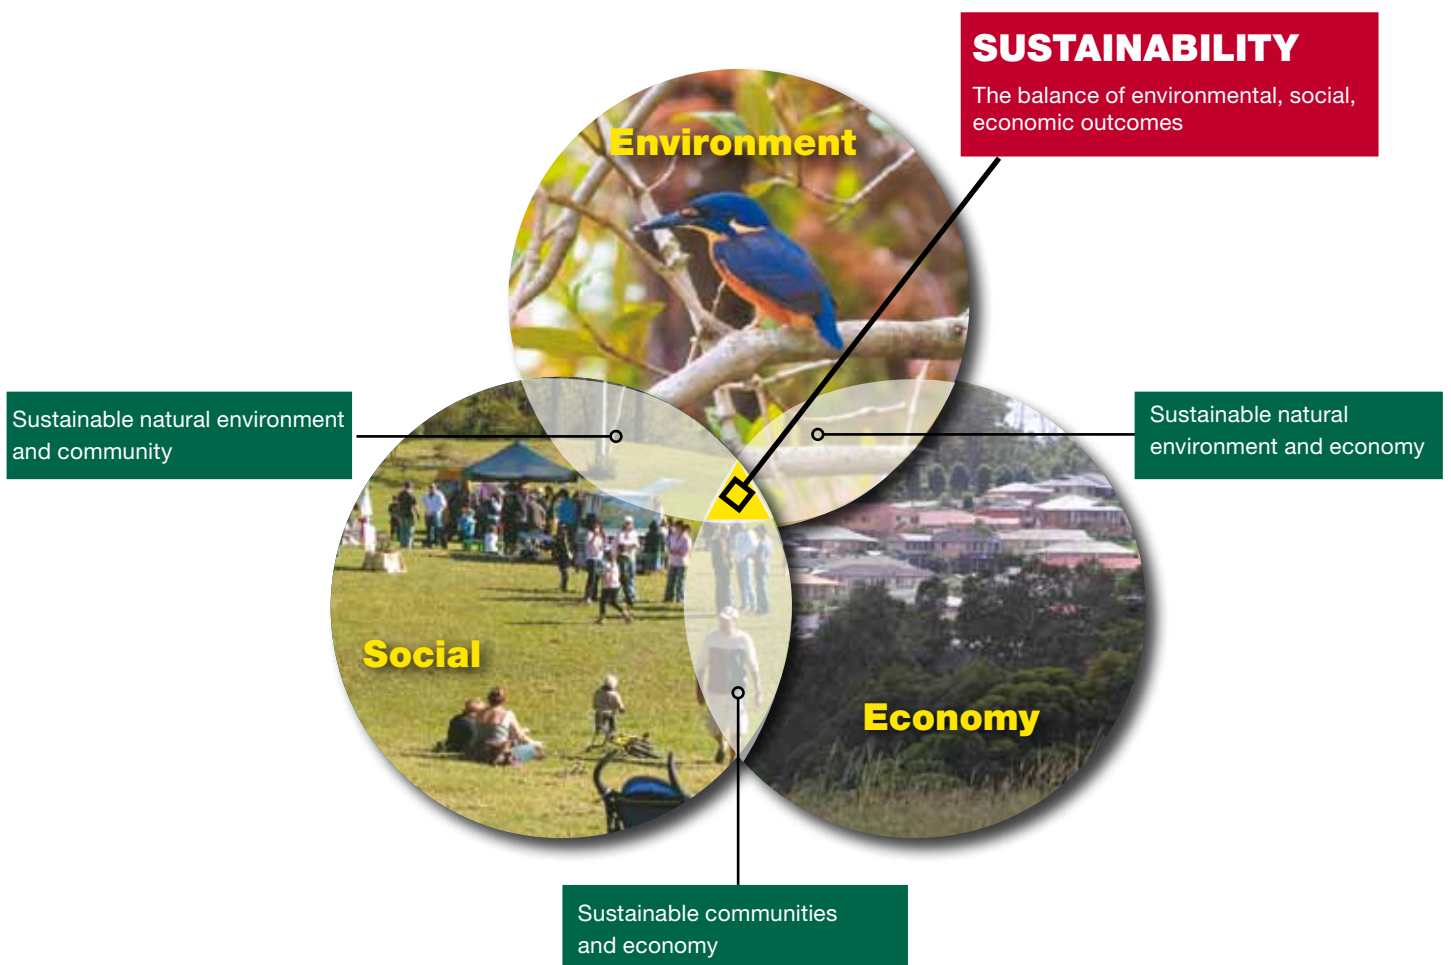 SUSTAINABILITY
The balance of environmental, social,
economic outcomes
Environment
Sustainable natural environment
and community
Sustainable natural
environment and economy
Social
Economy
Sustainable communities
and economy